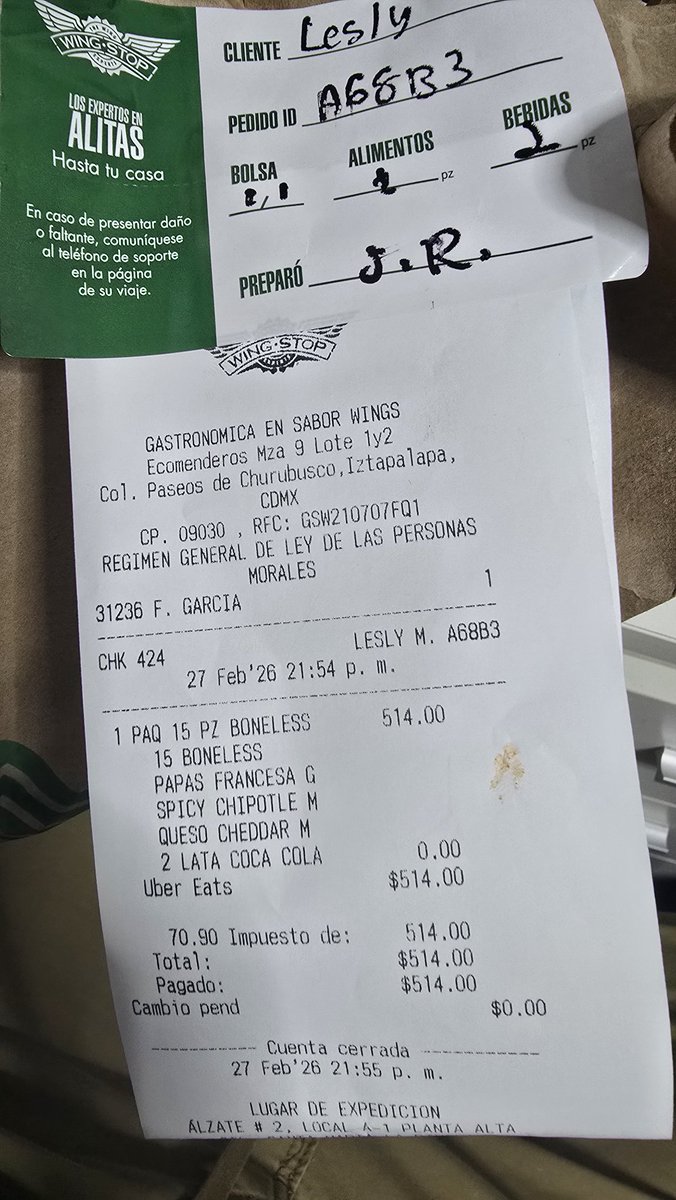 WING·STOP
LOS EXPERTOS EN
ALITAS
Hasta tu casa
En caso de presentar daño
o faltante, comuníquese
al teléfono de soporte
en la página
de su viaje.
CLIENTE Lesly
PEDIDO ID A68B3
BOLSA ALIMENTOS pz BEBIDAS pz
PREPARÓ J.R.
WING·STOP
GASTRONOMICA EN SABOR WINGS
Ecomenderos Mza 9 Lote 1y2
Col. Paseos de Churubusco,Iztapalapa,
CDMX
CP. 09030 , RFC: GSW210707FQ1
REGIMEN GENERAL DE LEY DE LAS PERSONAS
MORALES
31236 F. GARCIA 1
CHK 424 LESLY M. A68B3
27 Feb'26 21:54 p. m.
1 PAQ 15 PZ BONELESS 514.00
15 BONELESS
PAPAS FRANCESA G
SPICY CHIPOTLE M
QUESO CHEDDAR M
2 LATA COCA COLA 0.00
Uber Eats $514.00
70.90 Impuesto de: 514.00
Total: $514.00
Pagado: $514.00
Cambio pend $0.00
Cuenta cerrada
27 Feb'26 21:55 p. m.
LUGAR DE EXPEDICION
ÁLZATE # 2, LOCAL A-1 PLANTA ALTA